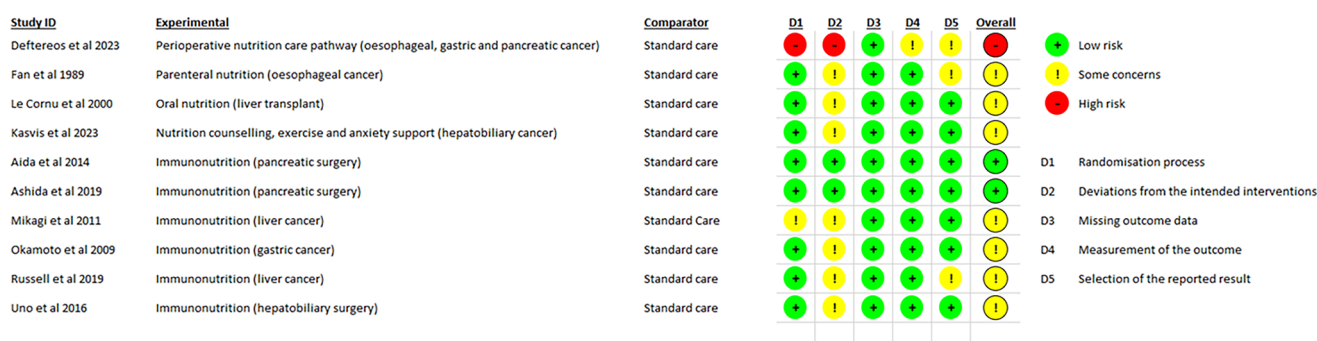 Study ID Experimental Comparator D1 D2 D3 D4 D5 Overall
Deftereos et al 2023 Perioperative nutrition care pathway (oesophageal, gastric and pancreatic cancer) Standard care - - + ! ! - + Low risk
Fan et al 1989 Parenteral nutrition (oesophageal cancer) Standard care + ! + + ! ! ! Some concerns
Le Cornu et al 2000 Oral nutrition (liver transplant) Standard care + ! + + + ! - High risk
Kasvis et al 2023 Nutrition counselling, exercise and anxiety support (hepatobiliary cancer) Standard care + ! + + + !
Aida et al 2014 Immunonutrition (pancreatic surgery) Standard care + + + + + + D1 Randomisation process
Ashida et al 2019 Immunonutrition (pancreatic surgery) Standard care + + + + + + D2 Deviations from the intended interventions
Mikagi et al 2011 Immunonutrition (liver cancer) Standard Care ! ! + + + ! D3 Missing outcome data
Okamoto et al 2009 Immunonutrition (gastric cancer) Standard care + ! + + + ! D4 Measurement of the outcome
Russell et al 2019 Immunonutrition (liver cancer) Standard care + ! + + ! ! D5 Selection of the reported result
Uno et al 2016 Immunonutrition (hepatobiliary surgery) Standard care + ! + + + !